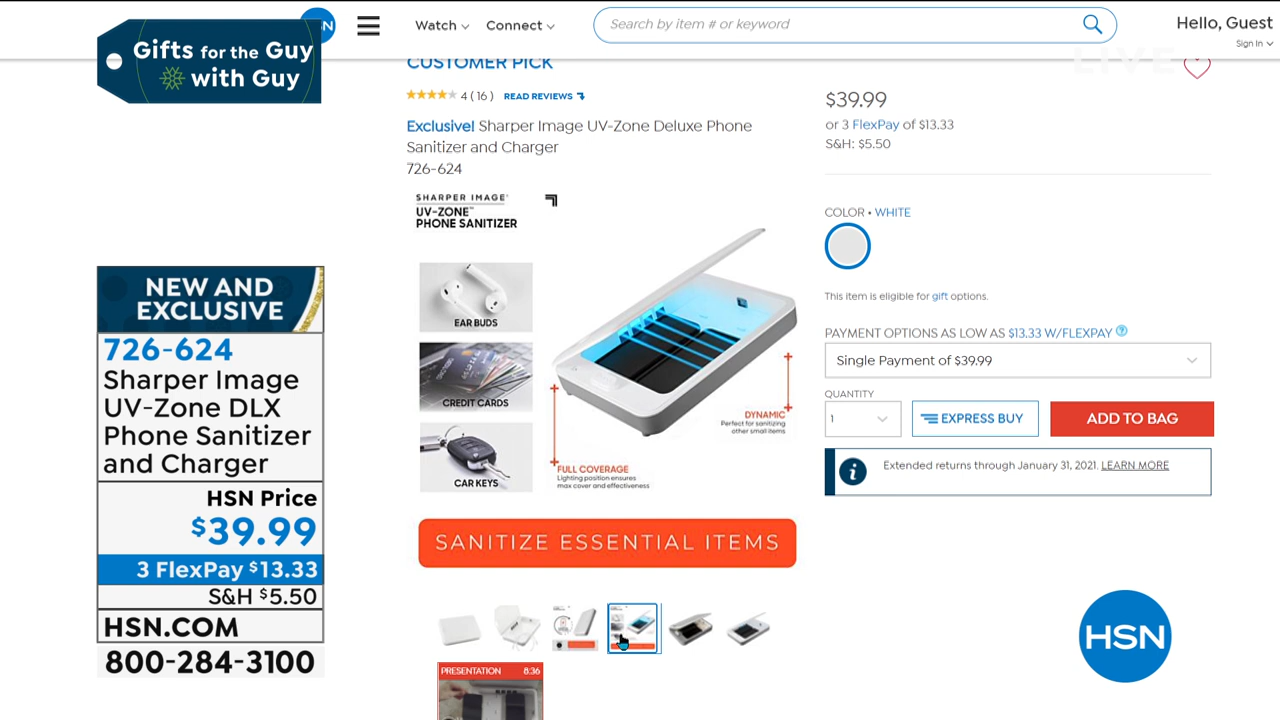 Gifts for the Guy
with Guy
Watch
Connect
Search by item # or keyword
Hello, Guest
Sign In
LIVE
CUSTOMER PICK
4 (16) READ REVIEWS
Exclusive! Sharper Image UV-Zone Deluxe Phone
Sanitizer and Charger
726-624
SHARPER IMAGE®
UV-ZONE™
PHONE SANITIZER
EAR BUDS
CREDIT CARDS
CAR KEYS
DYNAMIC
Perfect for sanitizing
other small items
FULL COVERAGE
Lighting position ensures
max cover and effectiveness
SANITIZE ESSENTIAL ITEMS
PRESENTATION 8:36
$39.99
or 3 FlexPay of $13.33
S&H: $5.50
COLOR • WHITE
This item is eligible for gift options.
PAYMENT OPTIONS AS LOW AS $13.33 W/FLEXPAY ?
Single Payment of $39.99
QUANTITY
1
EXPRESS BUY
ADD TO BAG
Extended returns through January 31, 2021. LEARN MORE
NEW AND
EXCLUSIVE
726-624
Sharper Image
UV-Zone DLX
Phone Sanitizer
and Charger
HSN Price
$39.99
3 FlexPay $13.33
S&H $5.50
HSN.COM
800-284-3100
HSN